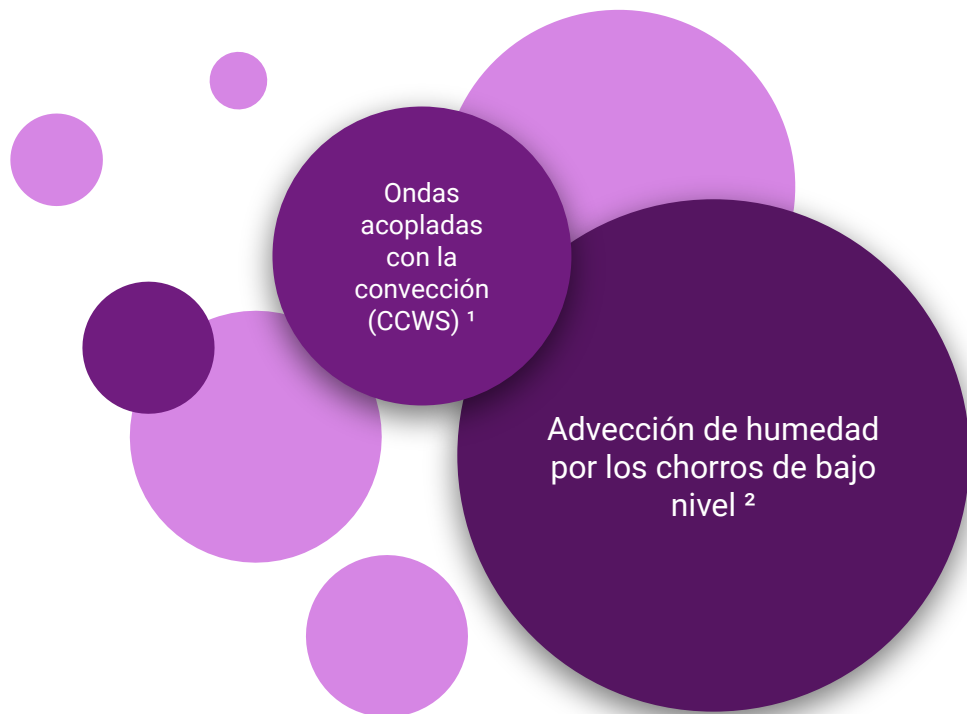 Ondas
acopladas
con la
convección
(CCWS) ¹
Advección de humedad
por los chorros de bajo
nivel ²